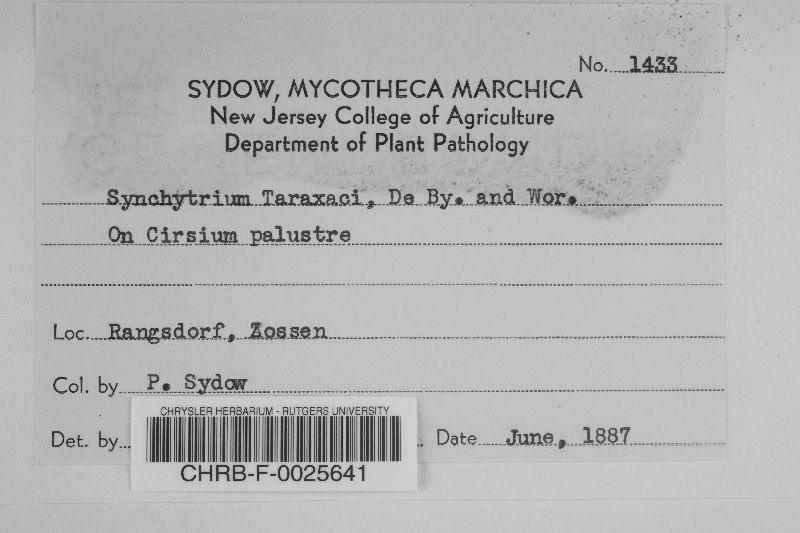 No. 1433
SYDOW, MYCOTHECA MARCHICA
New Jersey College of Agriculture
Department of Plant Pathology
Synchytrium Taraxaci, De By. and Wor.
On Cirsium palustre
Loc. Rangsdorf, Zossen
Col. by P. Sydow
Det. by
Date June, 1887
CHRYSLER HERBARIUM - RUTGERS UNIVERSITY
CHRB-F-0025641